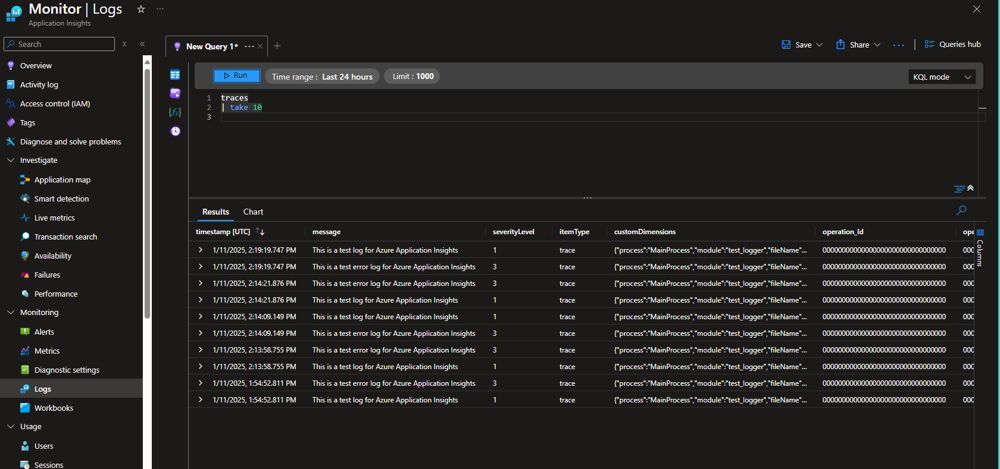 Monitor | Logs
Application Insights
Search
Overview
Activity log
Access control (IAM)
Tags
Diagnose and solve problems
Investigate
Application map
Smart detection
Live metrics
Transaction search
Availability
Failures
Performance
Monitoring
Alerts
Metrics
Diagnostic settings
Logs
Workbooks
Usage
Users
Sessions
New Query 1*
Save
Share
Queries hub
Run
Time range : Last 24 hours
Limit : 1000
KQL mode
1 traces
2 | take 10
3
Results Chart
timestamp [UTC] message severityLevel itemType customDimensions operation_Id ope
1/11/2025, 2:19:19.747 PM This is a test log for Azure Application Insights 1 trace {"process":"MainProcess","module":"test_logger","fileName"... 00000000000000000000000000000000 000
1/11/2025, 2:19:19.747 PM This is a test error log for Azure Application Insights 3 trace {"process":"MainProcess","module":"test_logger","fileName"... 00000000000000000000000000000000 000
1/11/2025, 2:14:21.876 PM This is a test error log for Azure Application Insights 3 trace {"process":"MainProcess","module":"test_logger","fileName"... 00000000000000000000000000000000 000
1/11/2025, 2:14:21.876 PM This is a test log for Azure Application Insights 1 trace {"process":"MainProcess","module":"test_logger","fileName"... 00000000000000000000000000000000 000
1/11/2025, 2:14:09.149 PM This is a test log for Azure Application Insights 1 trace {"process":"MainProcess","module":"test_logger","fileName"... 00000000000000000000000000000000 000
1/11/2025, 2:14:09.149 PM This is a test error log for Azure Application Insights 3 trace {"process":"MainProcess","module":"test_logger","fileName"... 00000000000000000000000000000000 000
1/11/2025, 2:13:58.755 PM This is a test error log for Azure Application Insights 3 trace {"process":"MainProcess","module":"test_logger","fileName"... 00000000000000000000000000000000 000
1/11/2025, 2:13:58.755 PM This is a test log for Azure Application Insights 1 trace {"process":"MainProcess","module":"test_logger","fileName"... 00000000000000000000000000000000 000
1/11/2025, 1:54:52.811 PM This is a test error log for Azure Application Insights 3 trace {"process":"MainProcess","module":"test_logger","fileName"... 00000000000000000000000000000000 000
1/11/2025, 1:54:52.811 PM This is a test log for Azure Application Insights 1 trace {"process":"MainProcess","module":"test_logger","fileName"... 00000000000000000000000000000000 000
Columns